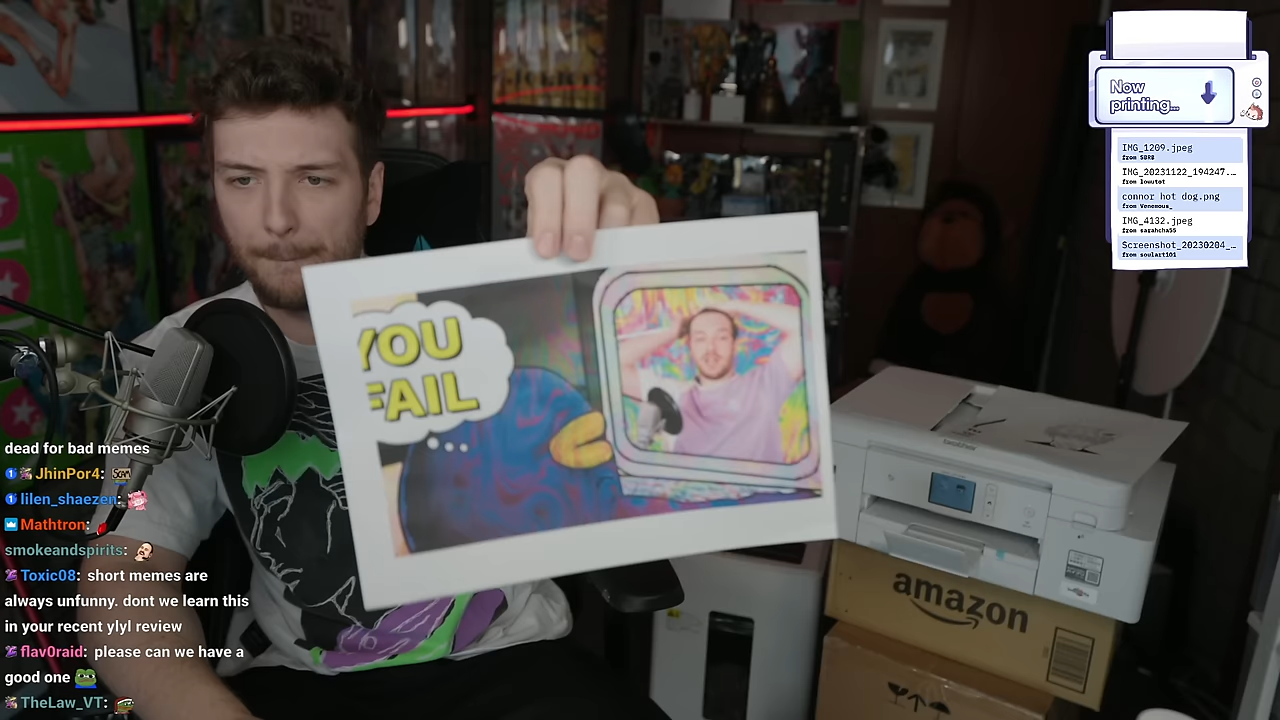 Now
printing...
IMG_1209.jpeg
from SBRB
IMG_20231122_194247...
from lowutot
connor hot dog.png
from Venemous_
IMG_4132.jpeg
from sarahcha55
Screenshot_20230204_...
from soulart101
YOU
FAIL
brother
amazon
dead for bad memes
JhinPor4:
lilen_shaezen:
Mathtron:
smokeandspirits:
Toxic08: short memes are
always unfunny. dont we learn this
in your recent ylyl review
flav0raid: please can we have a
good one
TheLaw_VT: